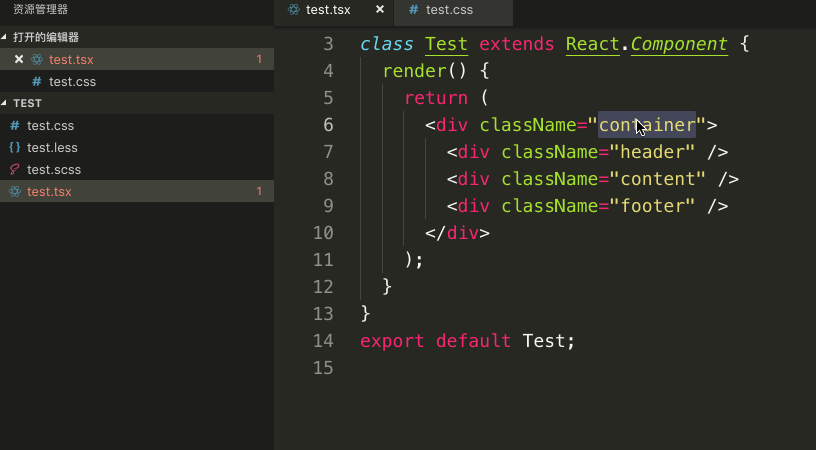 资源管理器
打开的编辑器
test.tsx 1
test.css
TEST
test.css
{} test.less
test.scss
test.tsx 1
test.tsx # test.css
3 class Test extends React.Component {
4 render() {
5 return (
6 <div className="container">
7 <div className="header" />
8 <div className="content" />
9 <div className="footer" />
10 </div>
11 );
12 }
13 }
14 export default Test;
15